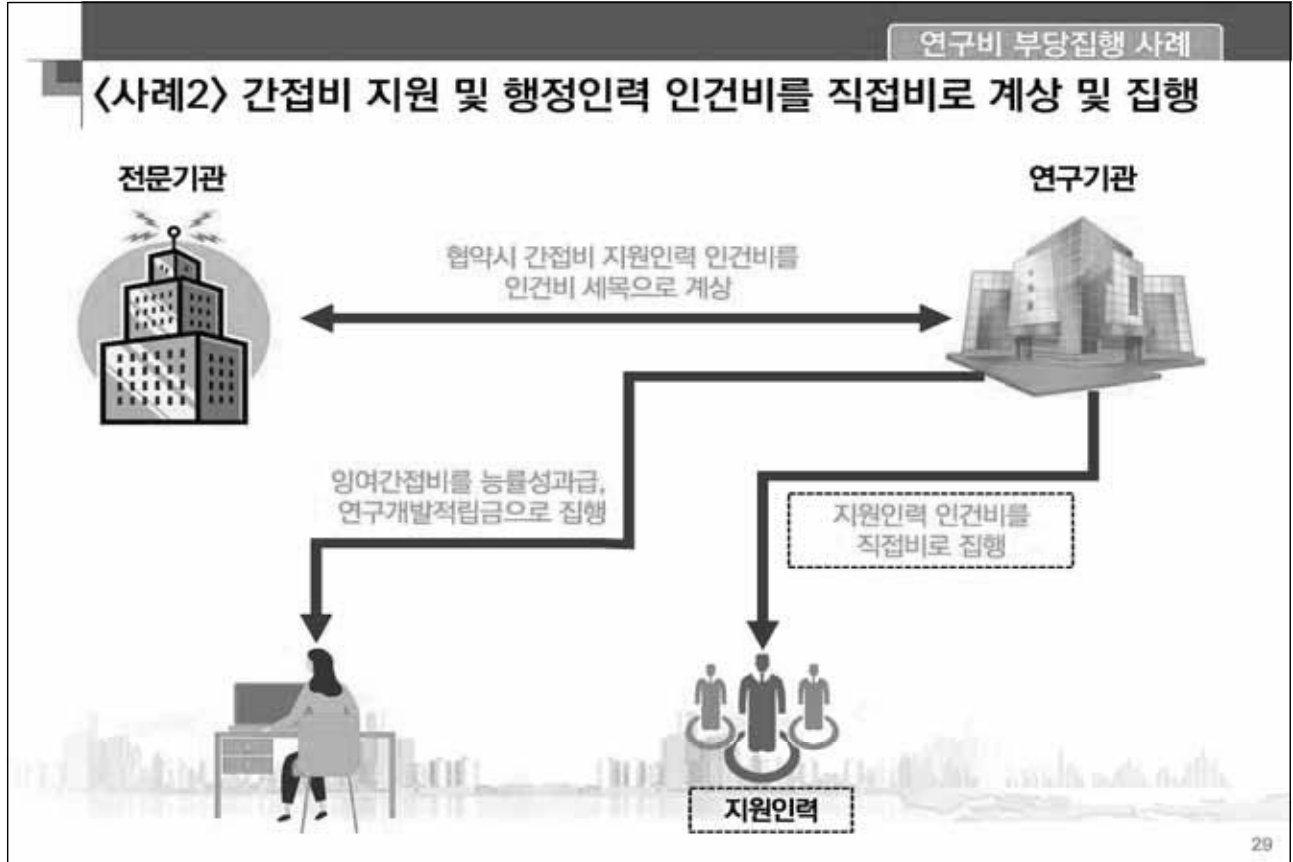 연구비 부당집행 사례
〈사례2〉 간접비 지원 및 행정인력 인건비를 직접비로 계상 및 집행
전문기관
연구기관
협약시 간접비 지원인력 인건비를
인건비 세목으로 계상
잉여간접비를 능률성과급,
연구개발적립금으로 집행
지원인력 인건비를
직접비로 집행
지원인력
29